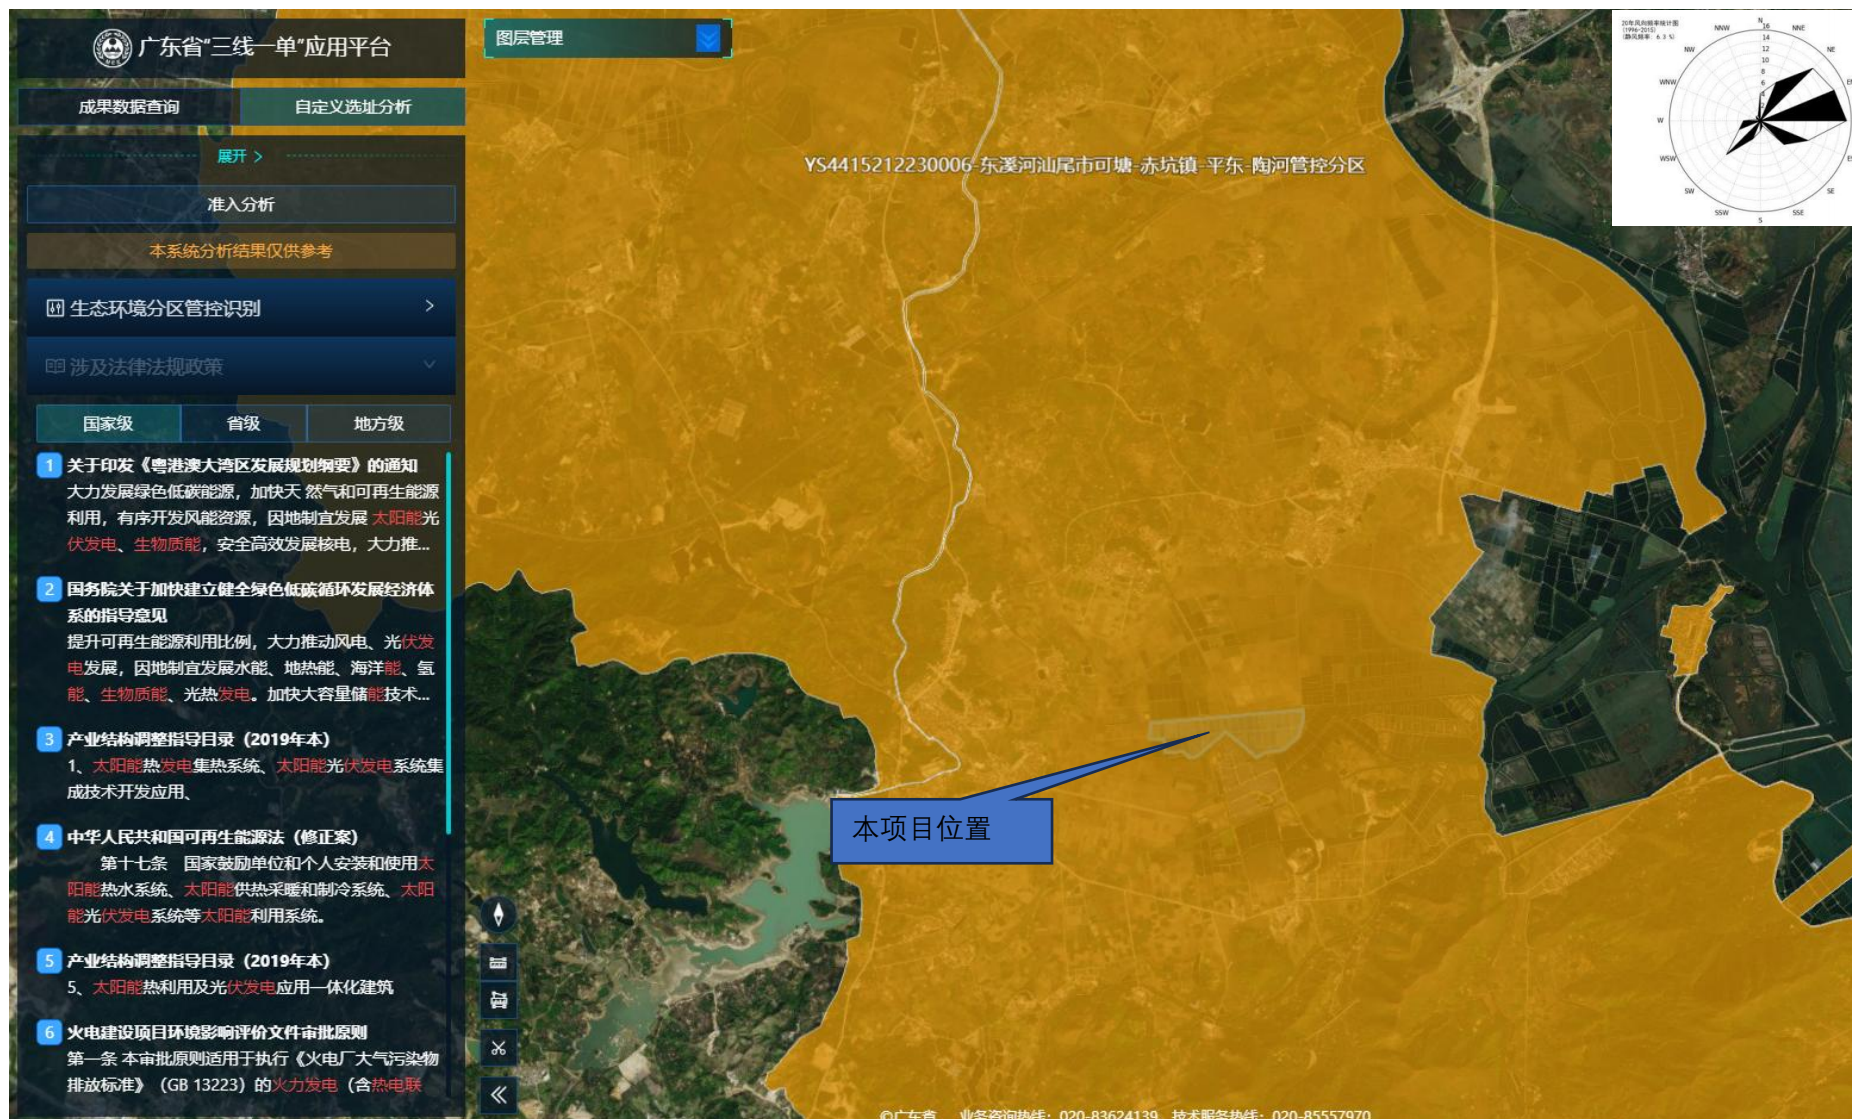 广东省“三线一单”应用平台
成果数据查询
自定义选址分析
展开 >
准入分析
本系统分析结果仅供参考
生态环境分区管控识别
涉及法律法规政策
国家级
省级
地方级
1 关于印发《粤港澳大湾区发展规划纲要》的通知
大力发展绿色低碳能源，加快天 然气和可再生能源
利用，有序开发风能资源，因地制宜发展 太阳能光
伏发电、生物质能，安全高效发展核电，大力推...
2 国务院关于加快建立健全绿色低碳循环发展经济体
系的指导意见
提升可再生能源利用比例，大力推动风电、光伏发
电发展，因地制宜发展水能、地热能、海洋能、氢
能、生物质能、光热发电。加快大容量储能技术...
3 产业结构调整指导目录（2019年本）
1、太阳能热发电集热系统、太阳能光伏发电系统集
成技术开发应用、
4 中华人民共和国可再生能源法（修正案）
第十七条 国家鼓励单位和个人安装和使用太
阳能热水系统、太阳能供热采暖和制冷系统、太阳
能光伏发电系统等太阳能利用系统。
5 产业结构调整指导目录（2019年本）
5、太阳能热利用及光伏发电应用一体化建筑
6 火电建设项目环境影响评价文件审批原则
第一条 本审批原则适用于执行《火电厂大气污染物
排放标准》（GB 13223）的火力发电（含热电联
图层管理
YS4415212230006-东溪河汕尾市可塘-赤坑镇-平东-陶河管控分区
本项目位置
20年风向频率统计图
(1996-2015)
(静风频率: 6.3 %)
N
NNE
NE
SE
SSE
S
SSW
SW
WSW
W
WNW
NW
NNW
16
14
12
10
8
6
©广东省 业务咨询热线：020-83624139 技术服务热线：020-85557970